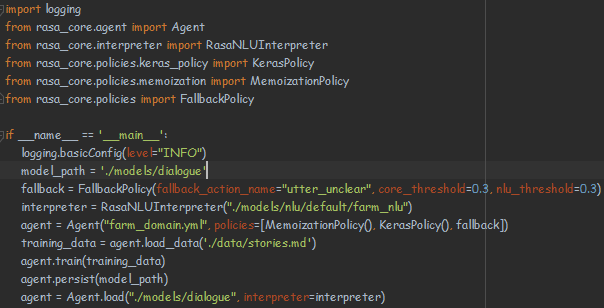 import logging
from rasa_core.agent import Agent
from rasa_core.interpreter import RasaNLUInterpreter
from rasa_core.policies.keras_policy import KerasPolicy
from rasa_core.policies.memoization import MemoizationPolicy
from rasa_core.policies import FallbackPolicy
if __name__ == '__main__':
logging.basicConfig(level="INFO")
model_path = './models/dialogue'
fallback = FallbackPolicy(fallback_action_name="utter_unclear", core_threshold=0.3, nlu_threshold=0.3)
interpreter = RasaNLUInterpreter("./models/nlu/default/farm_nlu")
agent = Agent("farm_domain.yml", policies=[MemoizationPolicy(), KerasPolicy(), fallback])
training_data = agent.load_data('./data/stories.md')
agent.train(training_data)
agent.persist(model_path)
agent = Agent.load("./models/dialogue", interpreter=interpreter)